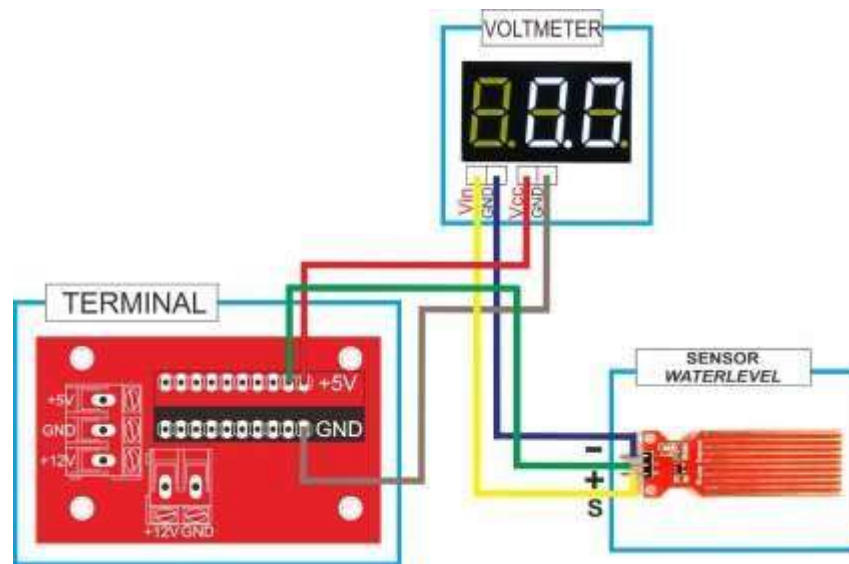 VOLTMETER
Vin
GND
Vcc
GND
TERMINAL
+5V
GND
+12V
+5V
GND
+12V GND
SENSOR
WATERLEVEL
-
+
S